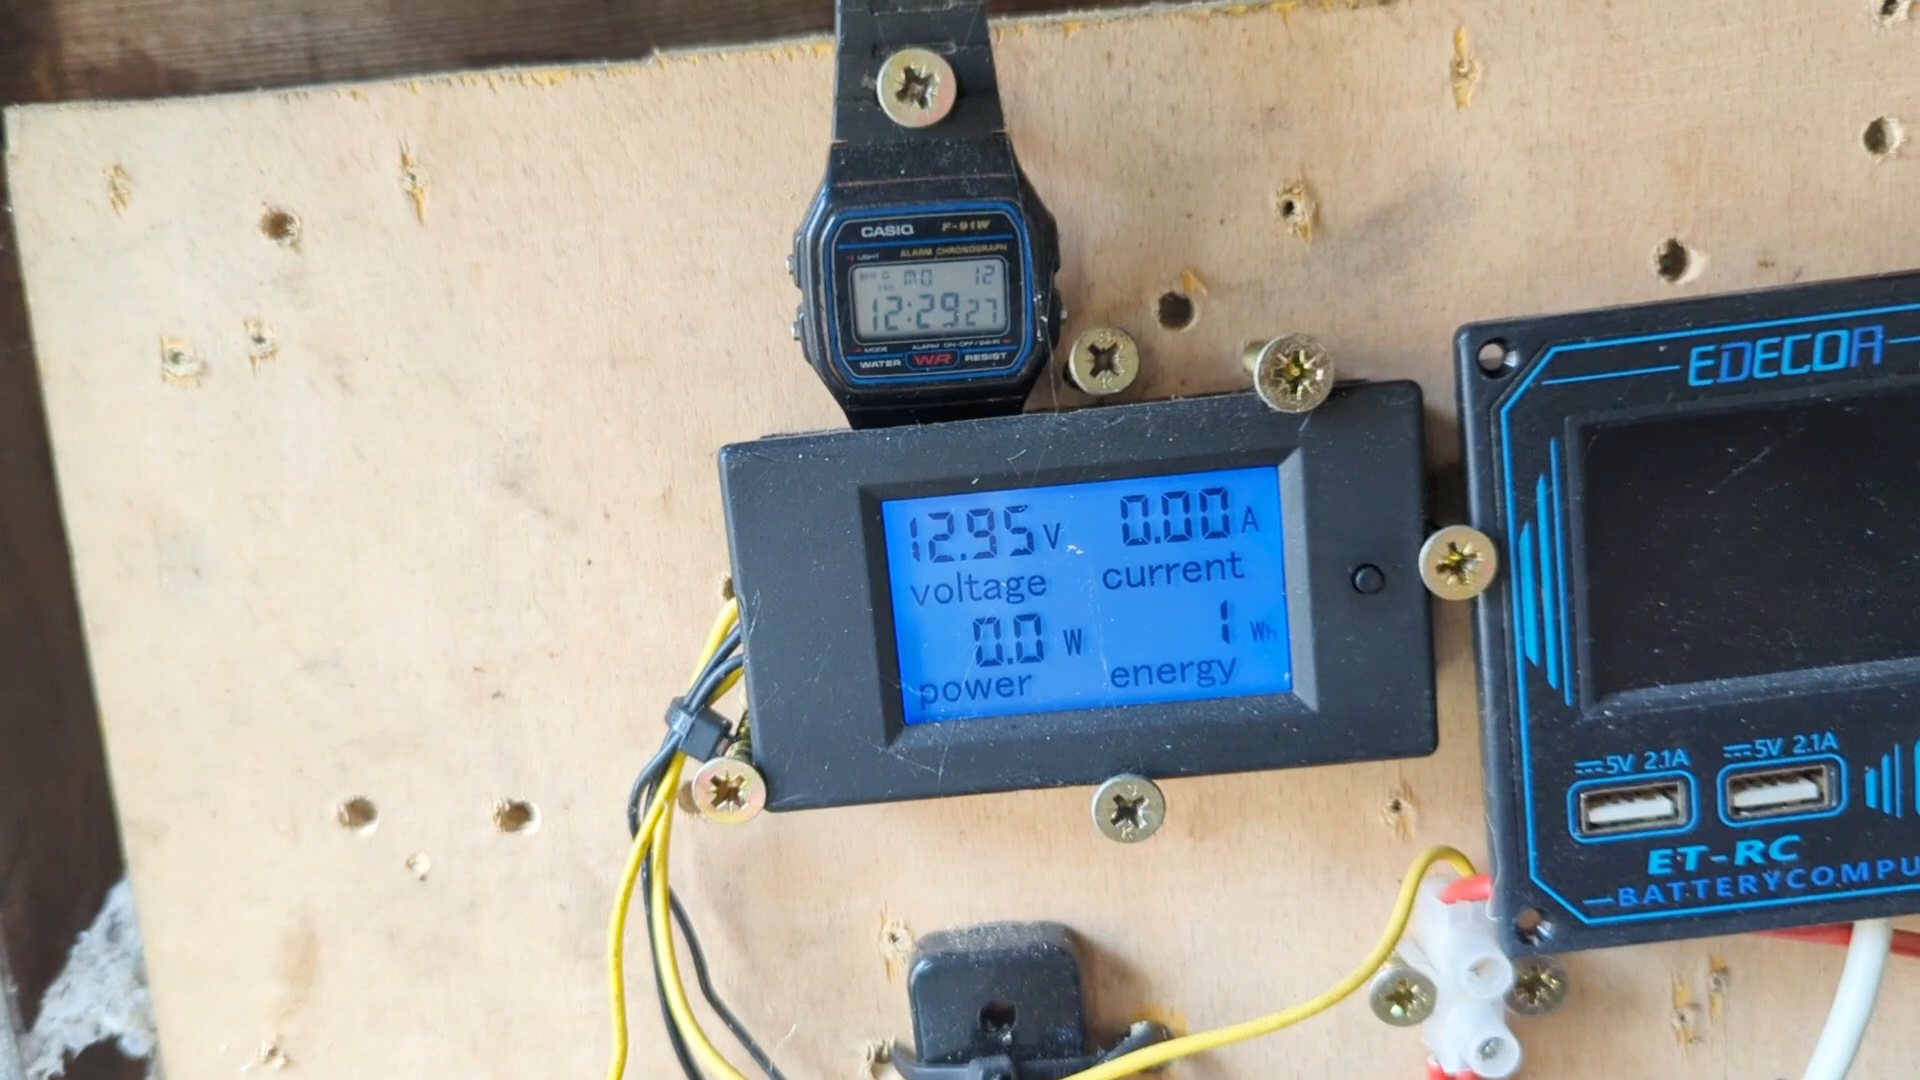 CASIO F-91W
LIGHT ALARM CHRONOGRAPH
MO 12
24H
12:29 27
MODE ALARM ON-OFF/24HR
WATER WR RESIST
12.95 V 0.00 A
voltage current
0.0 W 1 Wh
power energy
EDECOA
5V 2.1A 5V 2.1A
ET-RC